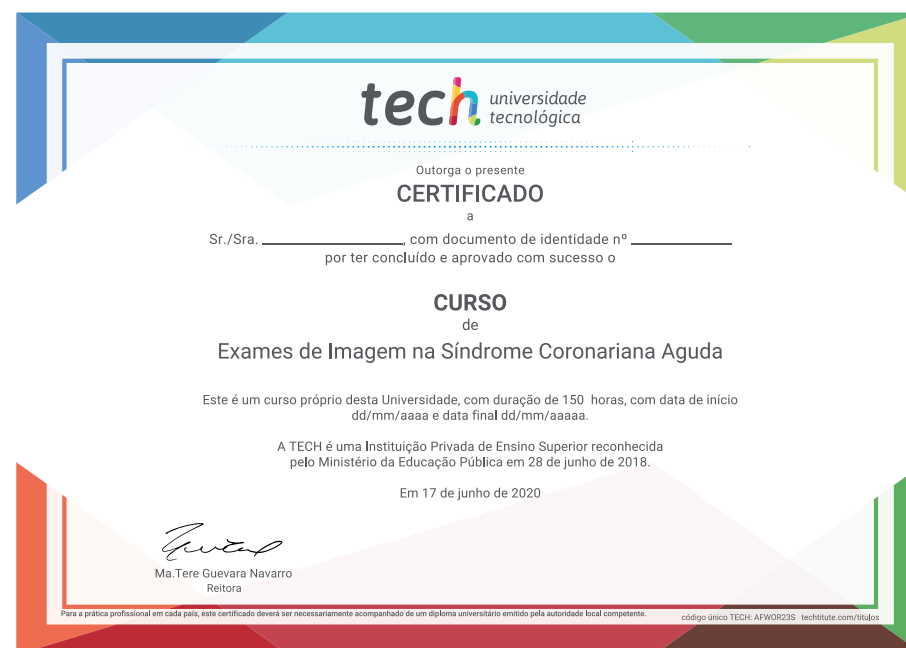 tech universidade
tecnológica
Outorga o presente
CERTIFICADO
a
Sr./Sra. ____________, com documento de identidade nº ____________
por ter concluído e aprovado com sucesso o
CURSO
de
Exames de Imagem na Síndrome Coronariana Aguda
Este é um curso próprio desta Universidade, com duração de 150 horas, com data de início
dd/mm/aaaa e data final dd/mm/aaaaa.
A TECH é uma Instituição Privada de Ensino Superior reconhecida
pelo Ministério da Educação Pública em 28 de junho de 2018.
Em 17 de junho de 2020
Ma.Tere Guevara Navarro
Reitora
Para a prática profissional em cada país, este certificado deverá ser necessariamente acompanhado de um diploma universitário emitido pela autoridade local competente.
código único TECH: AFWOR23S techtitute.com/titulos